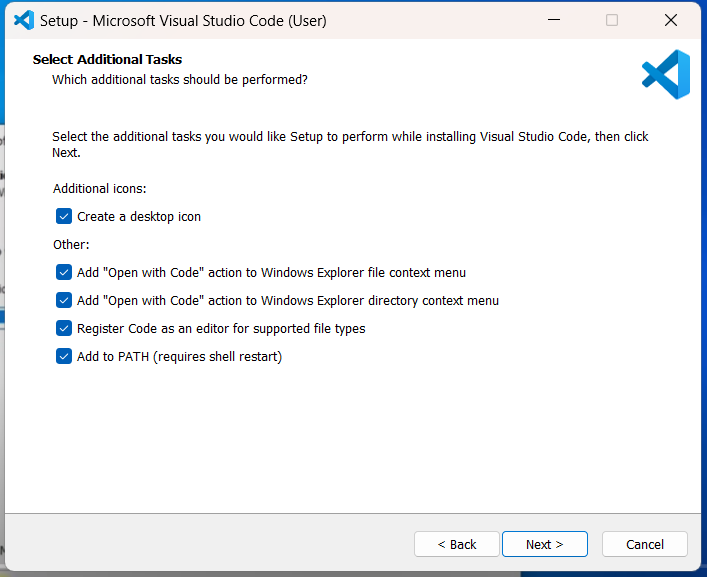 Setup - Microsoft Visual Studio Code (User)
Select Additional Tasks
Which additional tasks should be performed?
Select the additional tasks you would like Setup to perform while installing Visual Studio Code, then click
Next.
Additional icons:
Create a desktop icon
Other:
Add "Open with Code" action to Windows Explorer file context menu
Add "Open with Code" action to Windows Explorer directory context menu
Register Code as an editor for supported file types
Add to PATH (requires shell restart)
< Back
Next >
Cancel